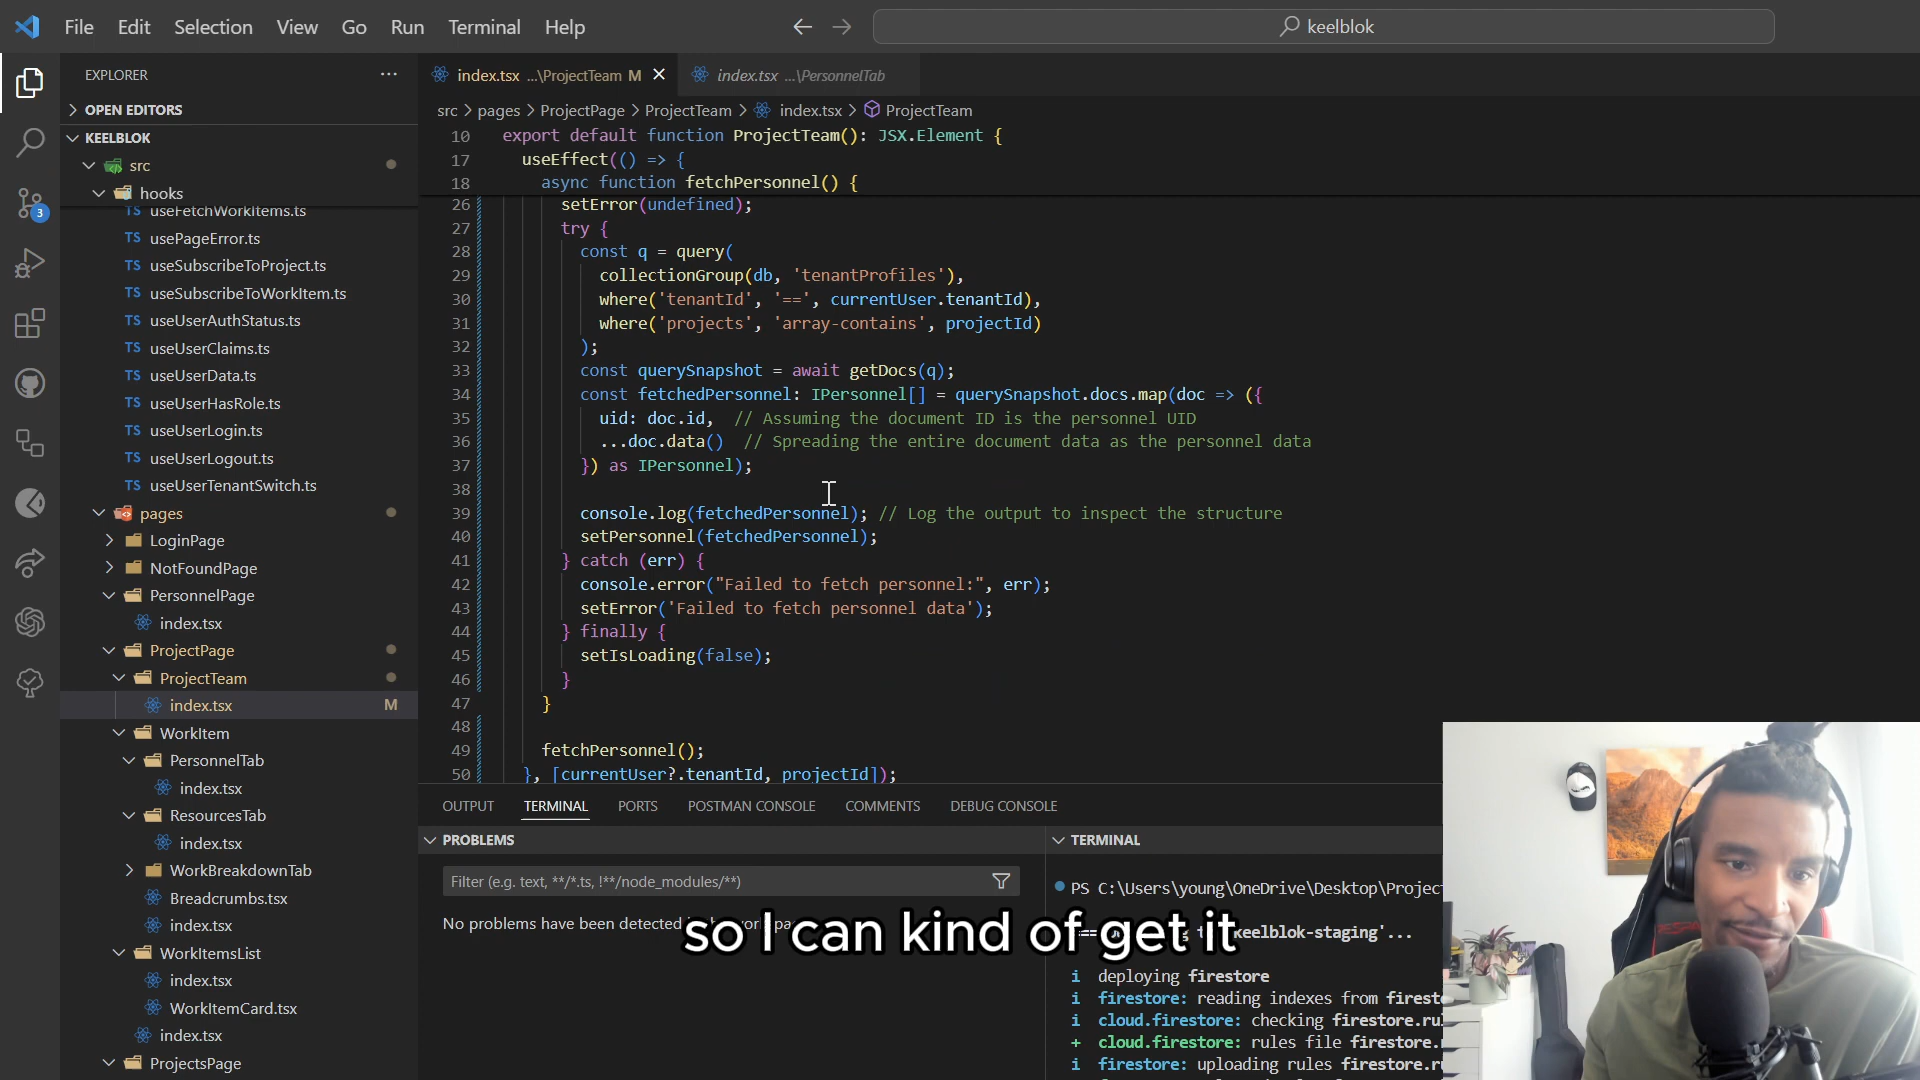 File Edit Selection View Go Run Terminal Help
keelblok
EXPLORER
OPEN EDITORS
KEELBLOK
src
hooks
useFetchWorkItems.ts
TS usePageError.ts
TS useSubscribeToProject.ts
TS useSubscribeToWorkItem.ts
TS useUserAuthStatus.ts
TS useUserClaims.ts
TS useUserData.ts
TS useUserHasRole.ts
TS useUserLogin.ts
TS useUserLogout.ts
TS useUserTenantSwitch.ts
pages
LoginPage
NotFoundPage
PersonnelPage
index.tsx
ProjectPage
ProjectTeam
index.tsx M
WorkItem
PersonnelTab
index.tsx
ResourcesTab
index.tsx
WorkBreakdownTab
Breadcrumbs.tsx
index.tsx
WorkItemsList
index.tsx
WorkItemCard.tsx
index.tsx
ProjectsPage
3
index.tsx ...\ProjectTeam M
index.tsx ...\PersonnelTab
src > pages > ProjectPage > ProjectTeam > index.tsx > ProjectTeam
10 export default function ProjectTeam(): JSX.Element {
17 useEffect(() => {
18 async function fetchPersonnel() {
26 setError(undefined);
27 try {
28 const q = query(
29 collectionGroup(db, 'tenantProfiles'),
30 where('tenantId', '==', currentUser.tenantId),
31 where('projects', 'array-contains', projectId)
32 );
33 const querySnapshot = await getDocs(q);
34 const fetchedPersonnel: IPersonnel[] = querySnapshot.docs.map(doc => ({
35 uid: doc.id, // Assuming the document ID is the personnel UID
36 ...doc.data() // Spreading the entire document data as the personnel data
37 }) as IPersonnel);
38
39 console.log(fetchedPersonnel); // Log the output to inspect the structure
40 setPersonnel(fetchedPersonnel);
41 } catch (err) {
42 console.error("Failed to fetch personnel:", err);
43 setError('Failed to fetch personnel data');
44 } finally {
45 setIsLoading(false);
46 }
47 }
48
49 fetchPersonnel();
50 }, [currentUser?.tenantId, projectId]);
OUTPUT TERMINAL PORTS POSTMAN CONSOLE COMMENTS DEBUG CONSOLE
PROBLEMS
Filter (e.g. text, **/*.ts, !**/node_modules/**)
No problems have been detected
TERMINAL
PS C:\Users\young\OneDrive\Desktop\Project
keelblok-staging'...
i deploying firestore
i firestore: reading indexes from
i cloud.firestore: checking firestore.ru
+ cloud.firestore: rules file firestore.
i firestore: uploading rules
so I can kind of get it